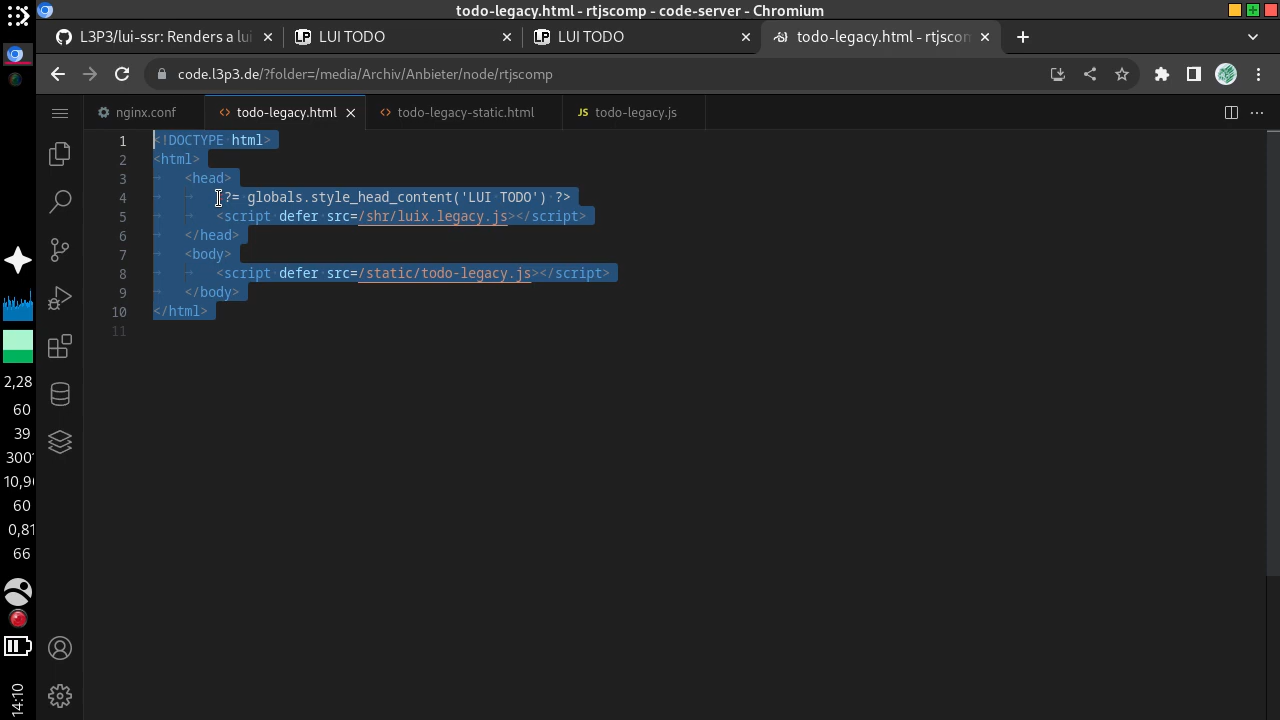 todo-legacy.html - rtjscomp - code-server - Chromium
L3P3/lui-ssr: Renders a lui
LUI TODO
LUI TODO
todo-legacy.html - rtjscom
code.l3p3.de/?folder=/media/Archiv/Anbieter/node/rtjscomp
nginx.conf
todo-legacy.html
todo-legacy-static.html
JS todo-legacy.js
1 <!DOCTYPE html>
2 <html>
3 <head>
4 ?= globals.style_head_content('LUI TODO') ?>
5 <script defer src=/shr/luix.legacy.js></script>
6 </head>
7 <body>
8 <script defer src=/static/todo-legacy.js></script>
9 </body>
10 </html>
11
2,28
60
39
300
10,9
60
0,81
66
14:10